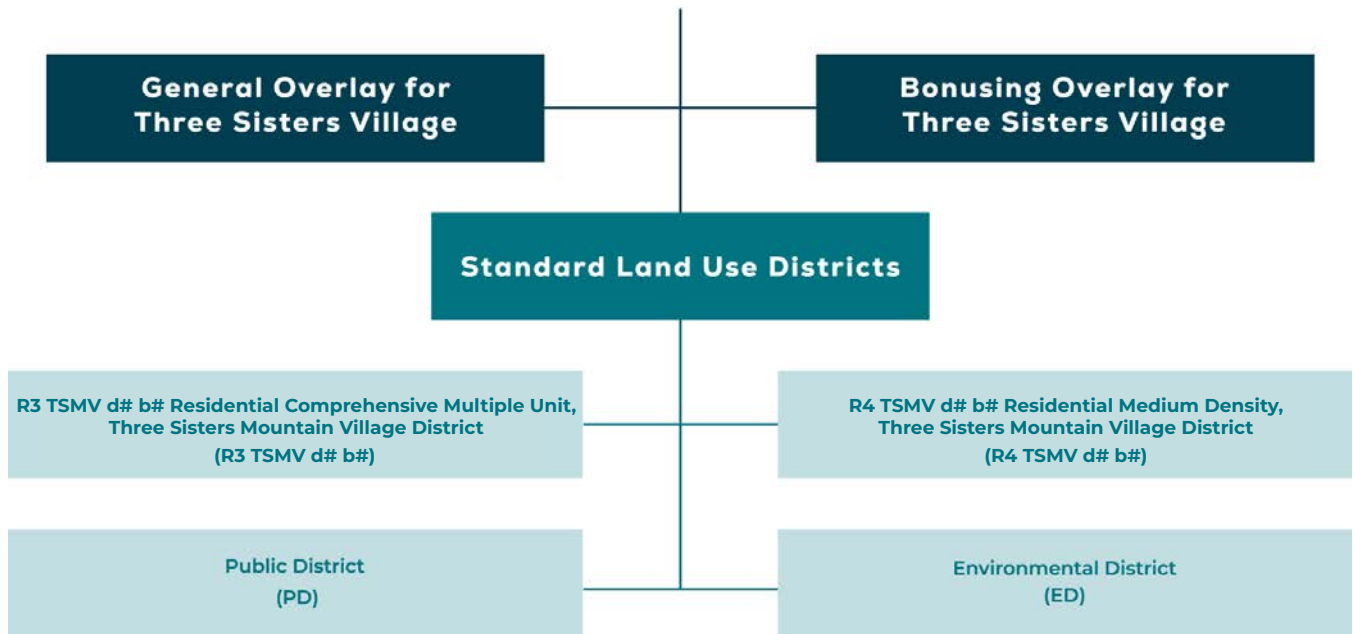 General Overlay for
Three Sisters Village
Bonusing Overlay for
Three Sisters Village
Standard Land Use Districts
R3 TSMV d# b# Residential Comprehensive Multiple Unit,
Three Sisters Mountain Village District
(R3 TSMV d# b#)
R4 TSMV d# b# Residential Medium Density,
Three Sisters Mountain Village District
(R4 TSMV d# b#)
Public District
(PD)
Environmental District
(ED)